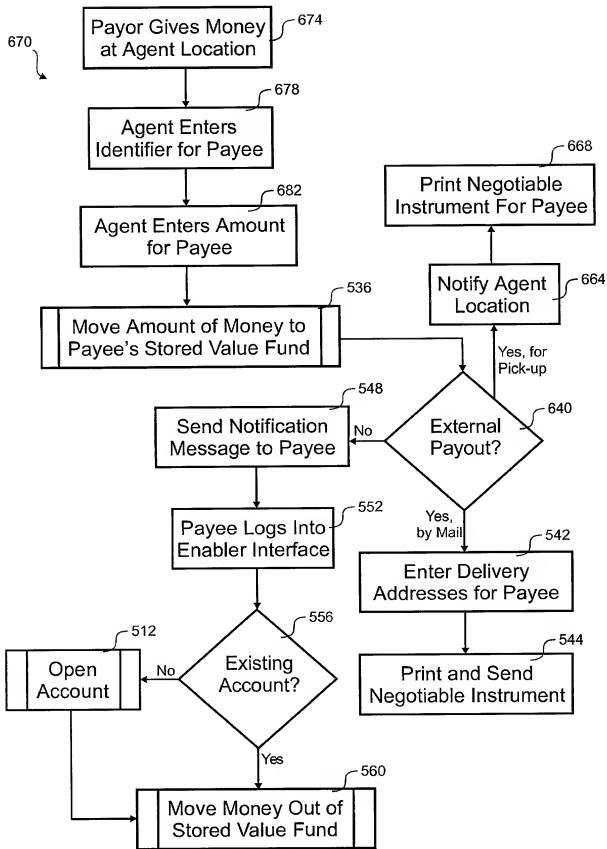 670
674
Payor Gives Money
at Agent Location
678
Agent Enters
Identifier for Payee
682
Agent Enters Amount
for Payee
536
Move Amount of Money to
Payee's Stored Value Fund
668
Print Negotiable
Instrument For Payee
664
Notify Agent
Location
Yes, for
Pick-up
640
External
Payout?
No
548
Send Notification
Message to Payee
552
Payee Logs Into
Enabler Interface
Yes,
by Mail
542
Enter Delivery
Addresses for Payee
544
Print and Send
Negotiable Instrument
556
Existing
Account?
No
512
Open
Account
Yes
560
Move Money Out of
Stored Value Fund